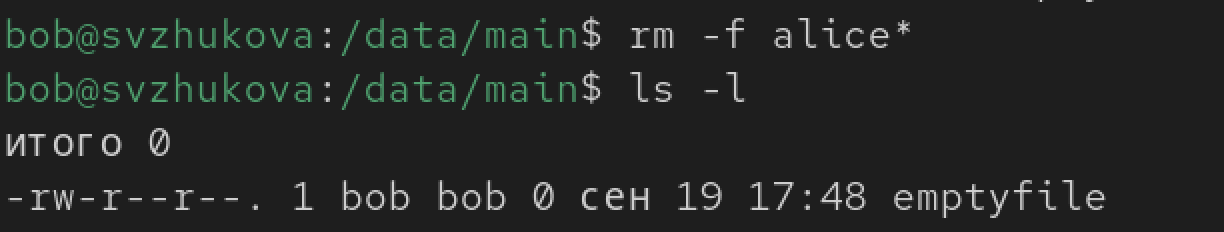 bob@svzhukova:/data/main$ rm -f alice*
bob@svzhukova:/data/main$ ls -l
итого 0
-rw-r--r--. 1 bob bob 0 сен 19 17:48 emptyfile